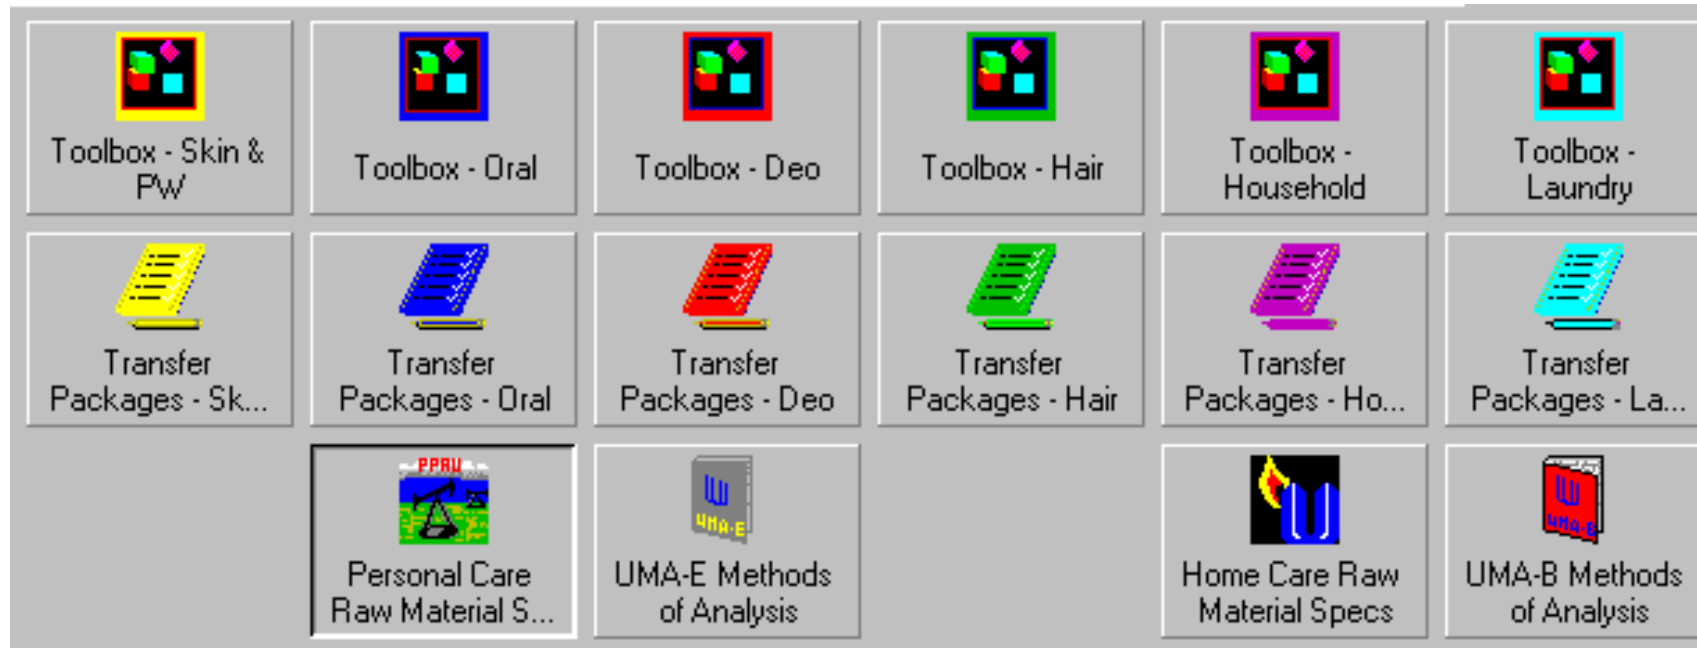 Toolbox - Skin &
PW
Toolbox - Oral
Toolbox - Deo
Toolbox - Hair
Toolbox -
Household
Toolbox -
Laundry
Transfer
Packages - Sk...
Transfer
Packages - Oral
Transfer
Packages - Deo
Transfer
Packages - Hair
Transfer
Packages - Ho...
Transfer
Packages - La...
PPRU
Personal Care
Raw Material S...
U
UMA-E
UMA-E Methods
of Analysis
U
Home Care Raw
Material Specs
U
UMA-B
UMA-B Methods
of Analysis